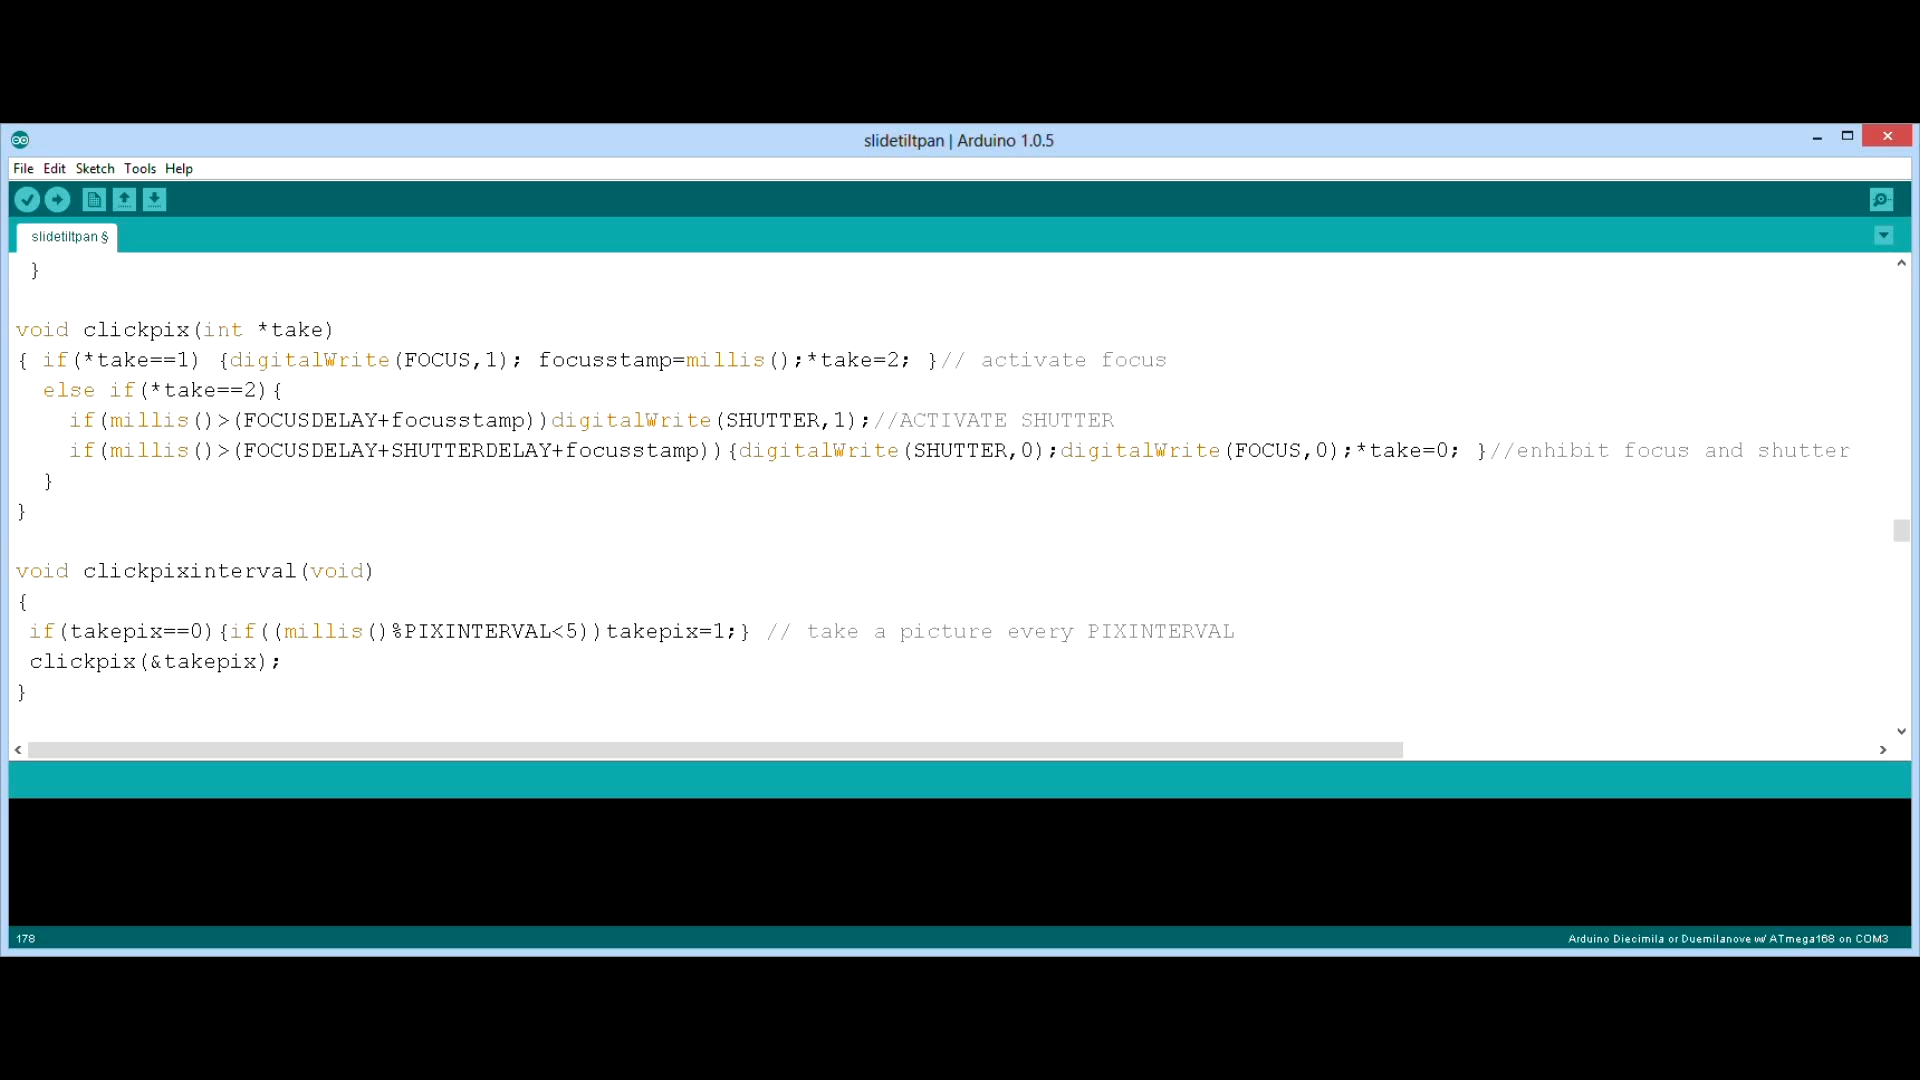 slidetiltpan | Arduino 1.0.5
File Edit Sketch Tools Help
slidetiltpan §
}
void clickpix(int *take)
{ if(*take==1) {digitalWrite(FOCUS,1); focusstamp=millis();*take=2; }// activate focus
else if(*take==2){
if(millis()>(FOCUSDELAY+focusstamp))digitalWrite(SHUTTER,1);//ACTIVATE SHUTTER
if(millis()>(FOCUSDELAY+SHUTTERDELAY+focusstamp)){digitalWrite(SHUTTER,0);digitalWrite(FOCUS,0);*take=0; }//enhibit focus and shutter
}
}
void clickpixinterval(void)
{
if(takepix==0){if((millis()%PIXINTERVAL<5))takepix=1;} // take a picture every PIXINTERVAL
clickpix(&takepix);
}
178
Arduino Diecimila or Duemilanove w/ ATmega168 on COM3